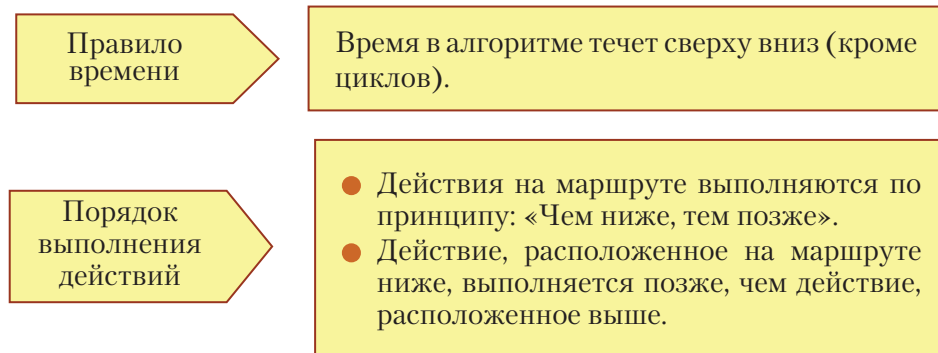 Правило
времени
Время в алгоритме течет сверху вниз (кроме
циклов).
Порядок
выполнения
действий
● Действия на маршруте выполняются по
принципу: «Чем ниже, тем позже».
● Действие, расположенное на маршруте
ниже, выполняется позже, чем действие,
расположенное выше.